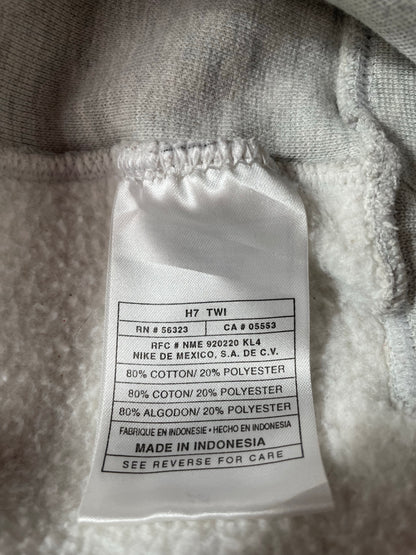 H7 TWI
RN # 56323 CA # 05553
RFC # NME 920220 KL4
NIKE DE MEXICO, S.A. DE C.V.
80% COTTON/ 20% POLYESTER
80% COTON/ 20% POLYESTER
80% ALGODON/ 20% POLYESTER
FABRIQUE EN INDONESIE • HECHO EN INDONESIA
MADE IN INDONESIA
SEE REVERSE FOR CARE